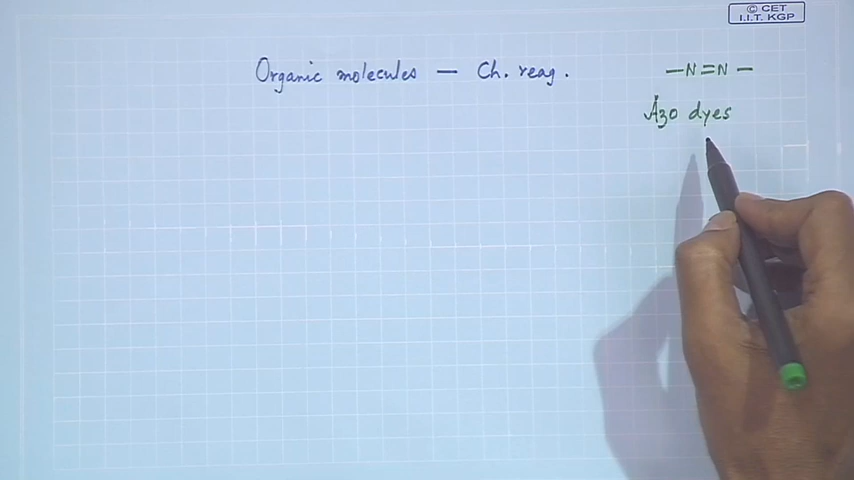 © CET
I.I.T. KGP
Organic molecules — Ch. reag.
—N=N—
Azo dyes